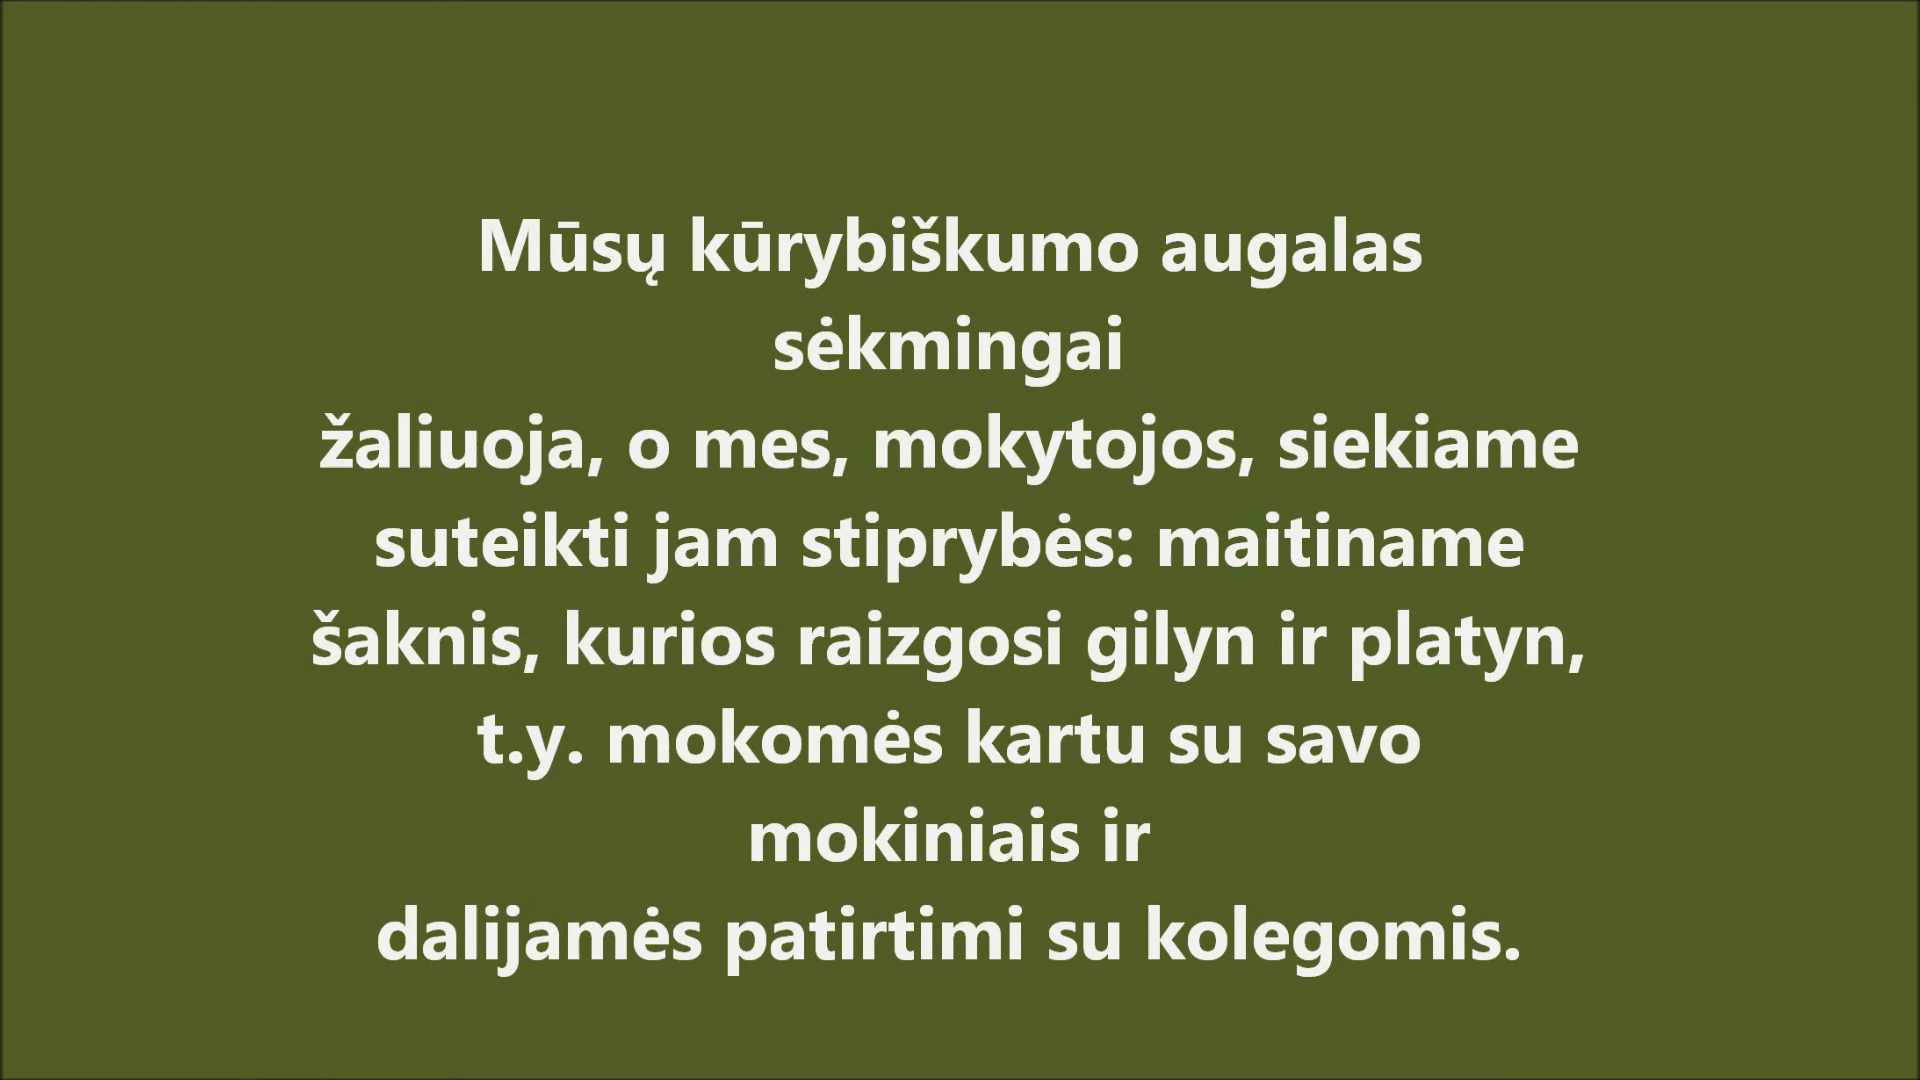 Mūsų kūrybiškumo augalas
sėkmingai
žaliuoja, o mes, mokytojos, siekiame
suteikti jam stiprybės: maitiname
šaknis, kurios raizgosi gilyn ir platyn,
t.y. mokomės kartu su savo
mokiniais ir
dalijamės patirtimi su kolegomis.